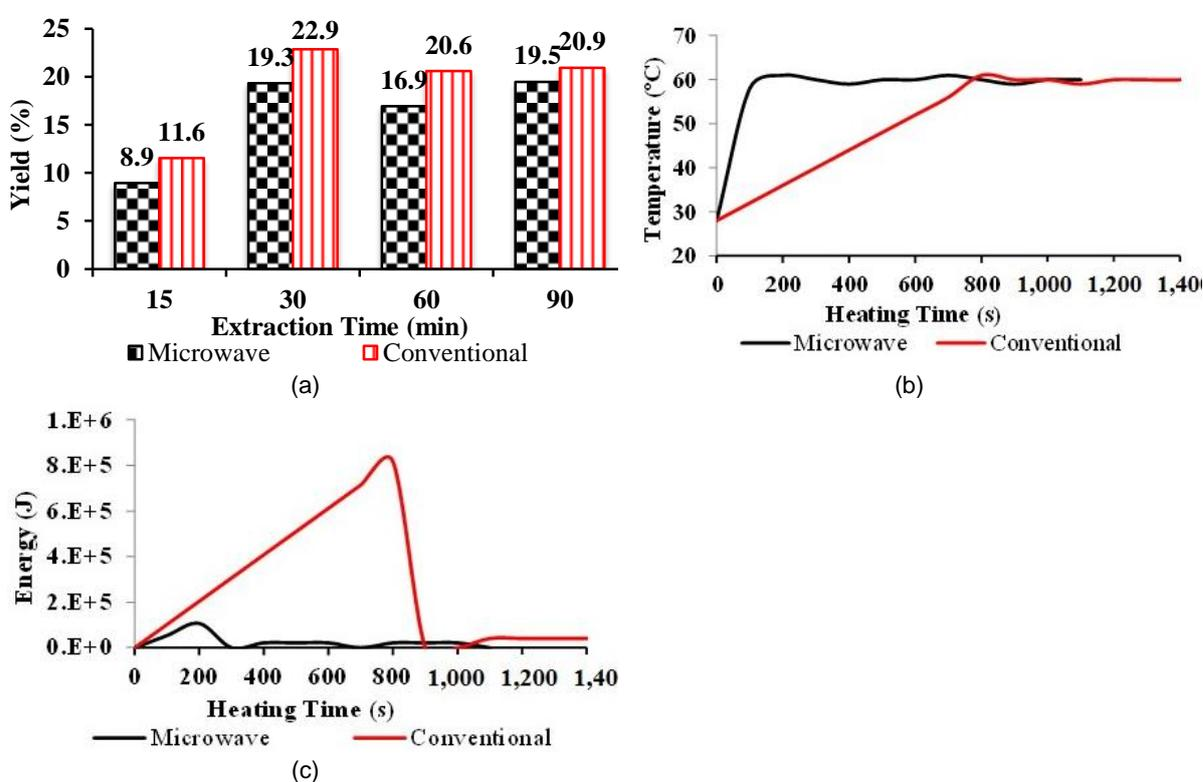 25
20
15
10
5
0
Yield (%)
8.9 11.6
19.3 22.9
16.9 20.6
19.5 20.9
15 30 60 90
Extraction Time (min)
Microwave Conventional
(a)
70
60
50
40
30
20
Temperature (°C)
0 200 400 600 800 1,000 1,200 1,40
Heating Time (s)
Microwave Conventional
(b)
1.E+6
8.E+5
6.E+5
4.E+5
2.E+5
0.E+0
Energy (J)
0 200 400 600 800 1,000 1,200 1,40
Heating Time (s)
Microwave Conventional
(c)